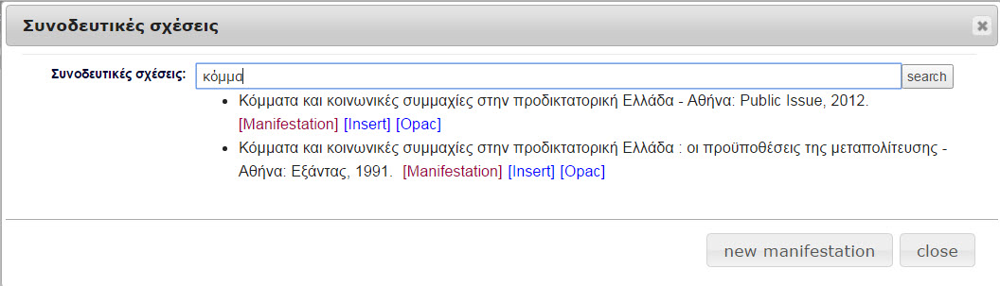 Συνοδευτικές σχέσεις
Συνοδευτικές σχέσεις: κόμμα search
• Κόμματα και κοινωνικές συμμαχίες στην προδικτατορική Ελλάδα - Αθήνα: Public Issue, 2012.
[Manifestation] [Insert] [Opac]
• Κόμματα και κοινωνικές συμμαχίες στην προδικτατορική Ελλάδα : οι προϋποθέσεις της μεταπολίτευσης -
Αθήνα: Εξάντας, 1991. [Manifestation] [Insert] [Opac]
new manifestation close